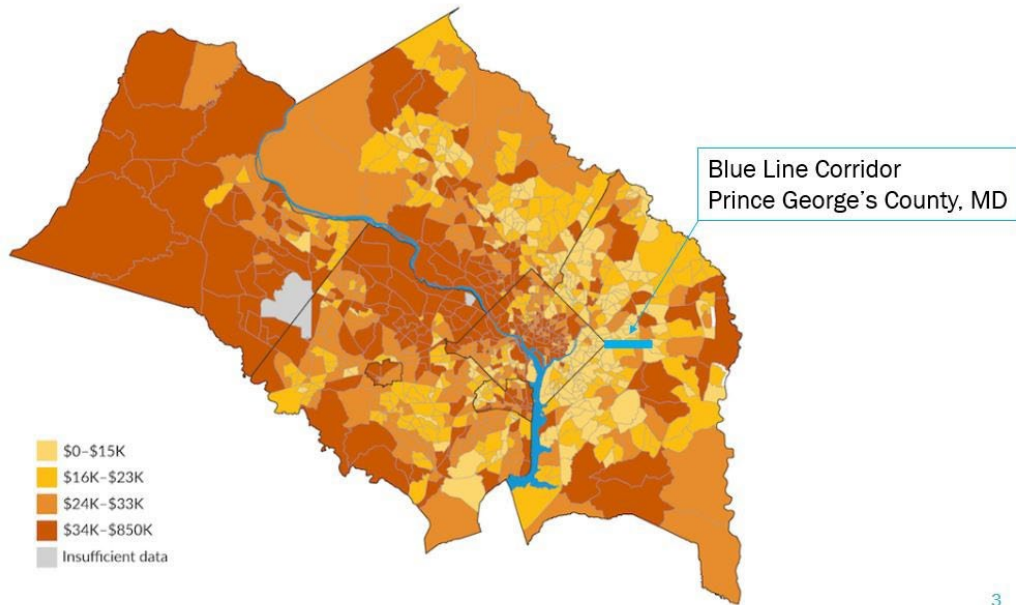 Blue Line Corridor
Prince George's County, MD
$0–$15K
$16K–$23K
$24K–$33K
$34K–$850K
Insufficient data
3